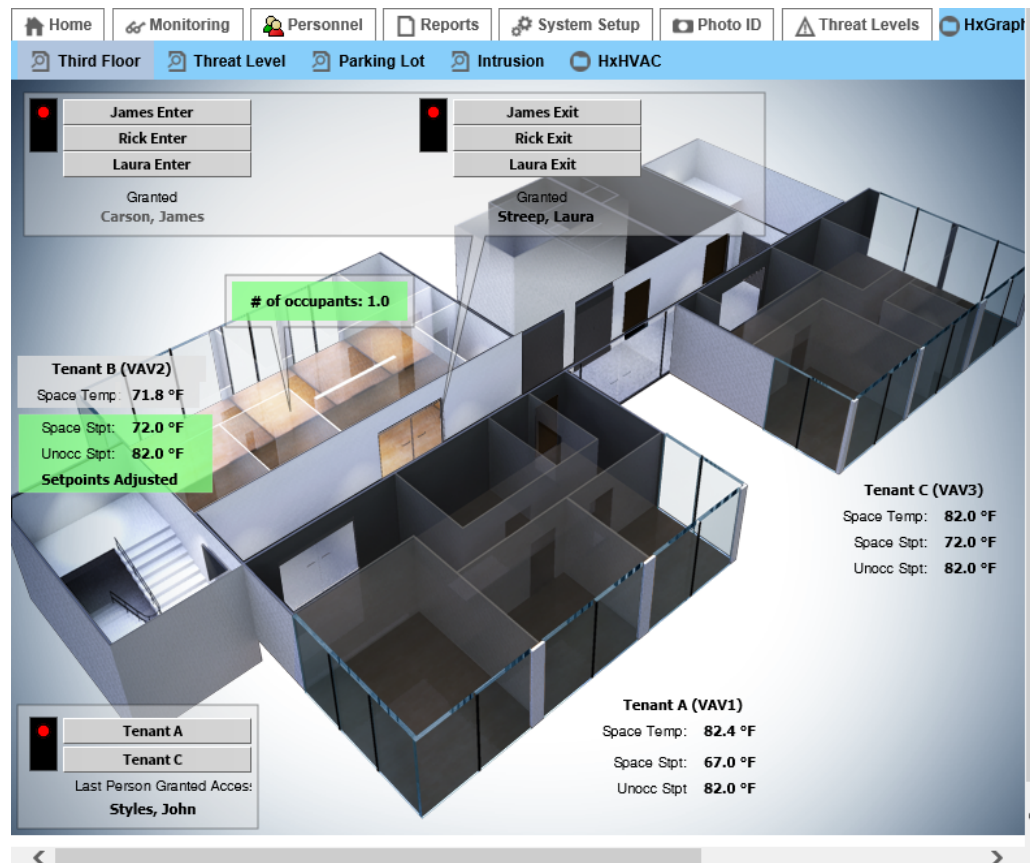 Home Monitoring Personnel Reports System Setup Photo ID Threat Levels HxGraph
Third Floor Threat Level Parking Lot Intrusion HxHVAC
James Enter
Rick Enter
Laura Enter
Granted
Carson, James
James Exit
Rick Exit
Laura Exit
Granted
Streep, Laura
# of occupants: 1.0
Tenant B (VAV2)
Space Temp: 71.8 °F
Space Stpt: 72.0 °F
Unocc Stpt: 82.0 °F
Setpoints Adjusted
Tenant C (VAV3)
Space Temp: 82.0 °F
Space Stpt: 72.0 °F
Unocc Stpt: 82.0 °F
Tenant A (VAV1)
Space Temp: 82.4 °F
Space Stpt: 67.0 °F
Unocc Stpt 82.0 °F
Tenant A
Tenant C
Last Person Granted Access
Styles, John